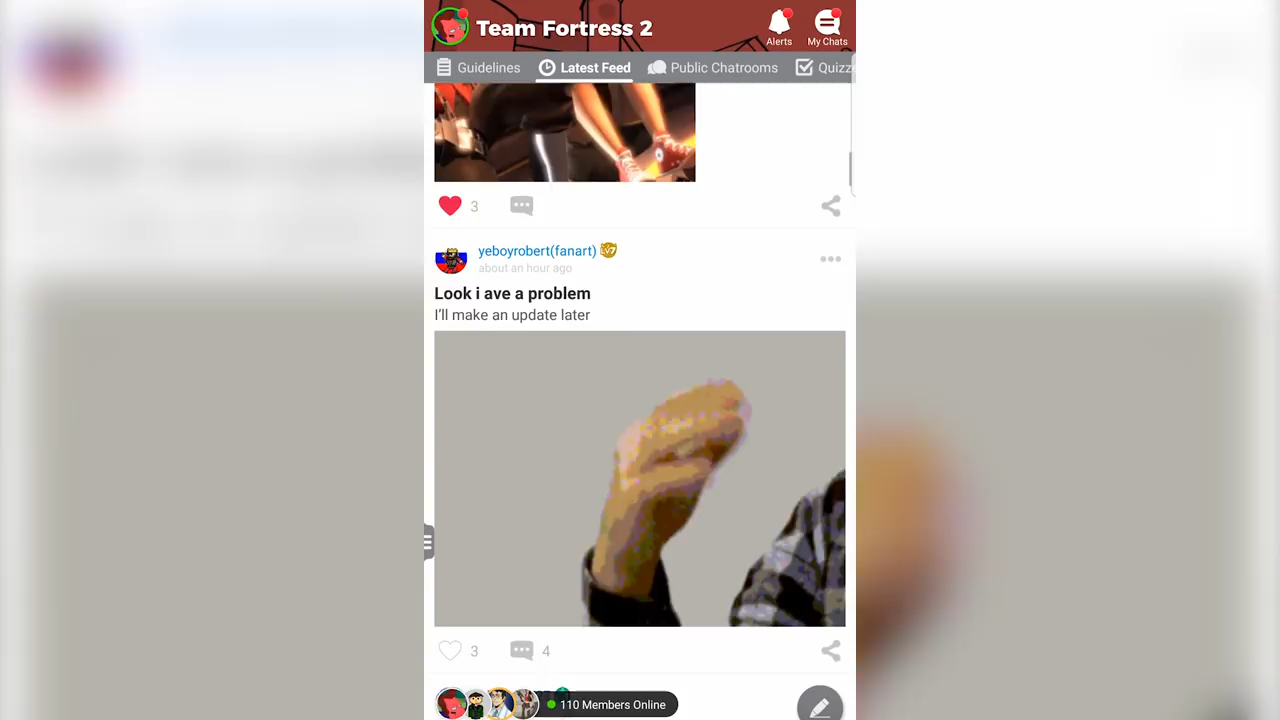 Team Fortress 2
Alerts
My Chats
Guidelines
Latest Feed
Public Chatrooms
Quizze
3
yeboyrobert(fanart)
about an hour ago
Look i ave a problem
I'll make an update later
3
4
110 Members Online